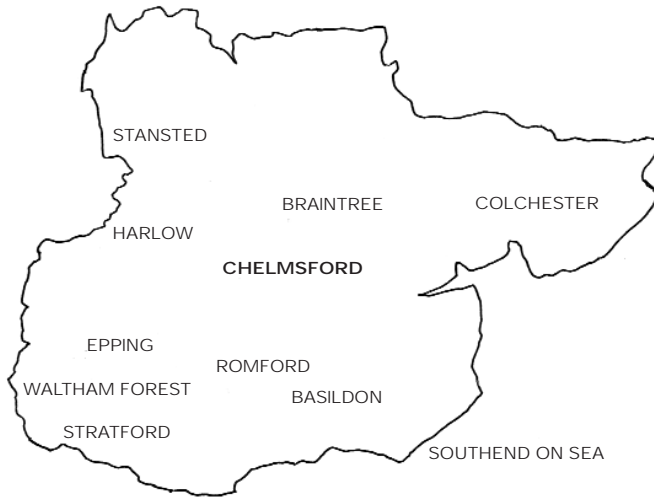 STANSTED
BRAINTREE
COLCHESTER
HARLOW
CHELMSFORD
EPPING
ROMFORD
WALTHAM FOREST
BASILDON
STRATFORD
SOUTHEND ON SEA